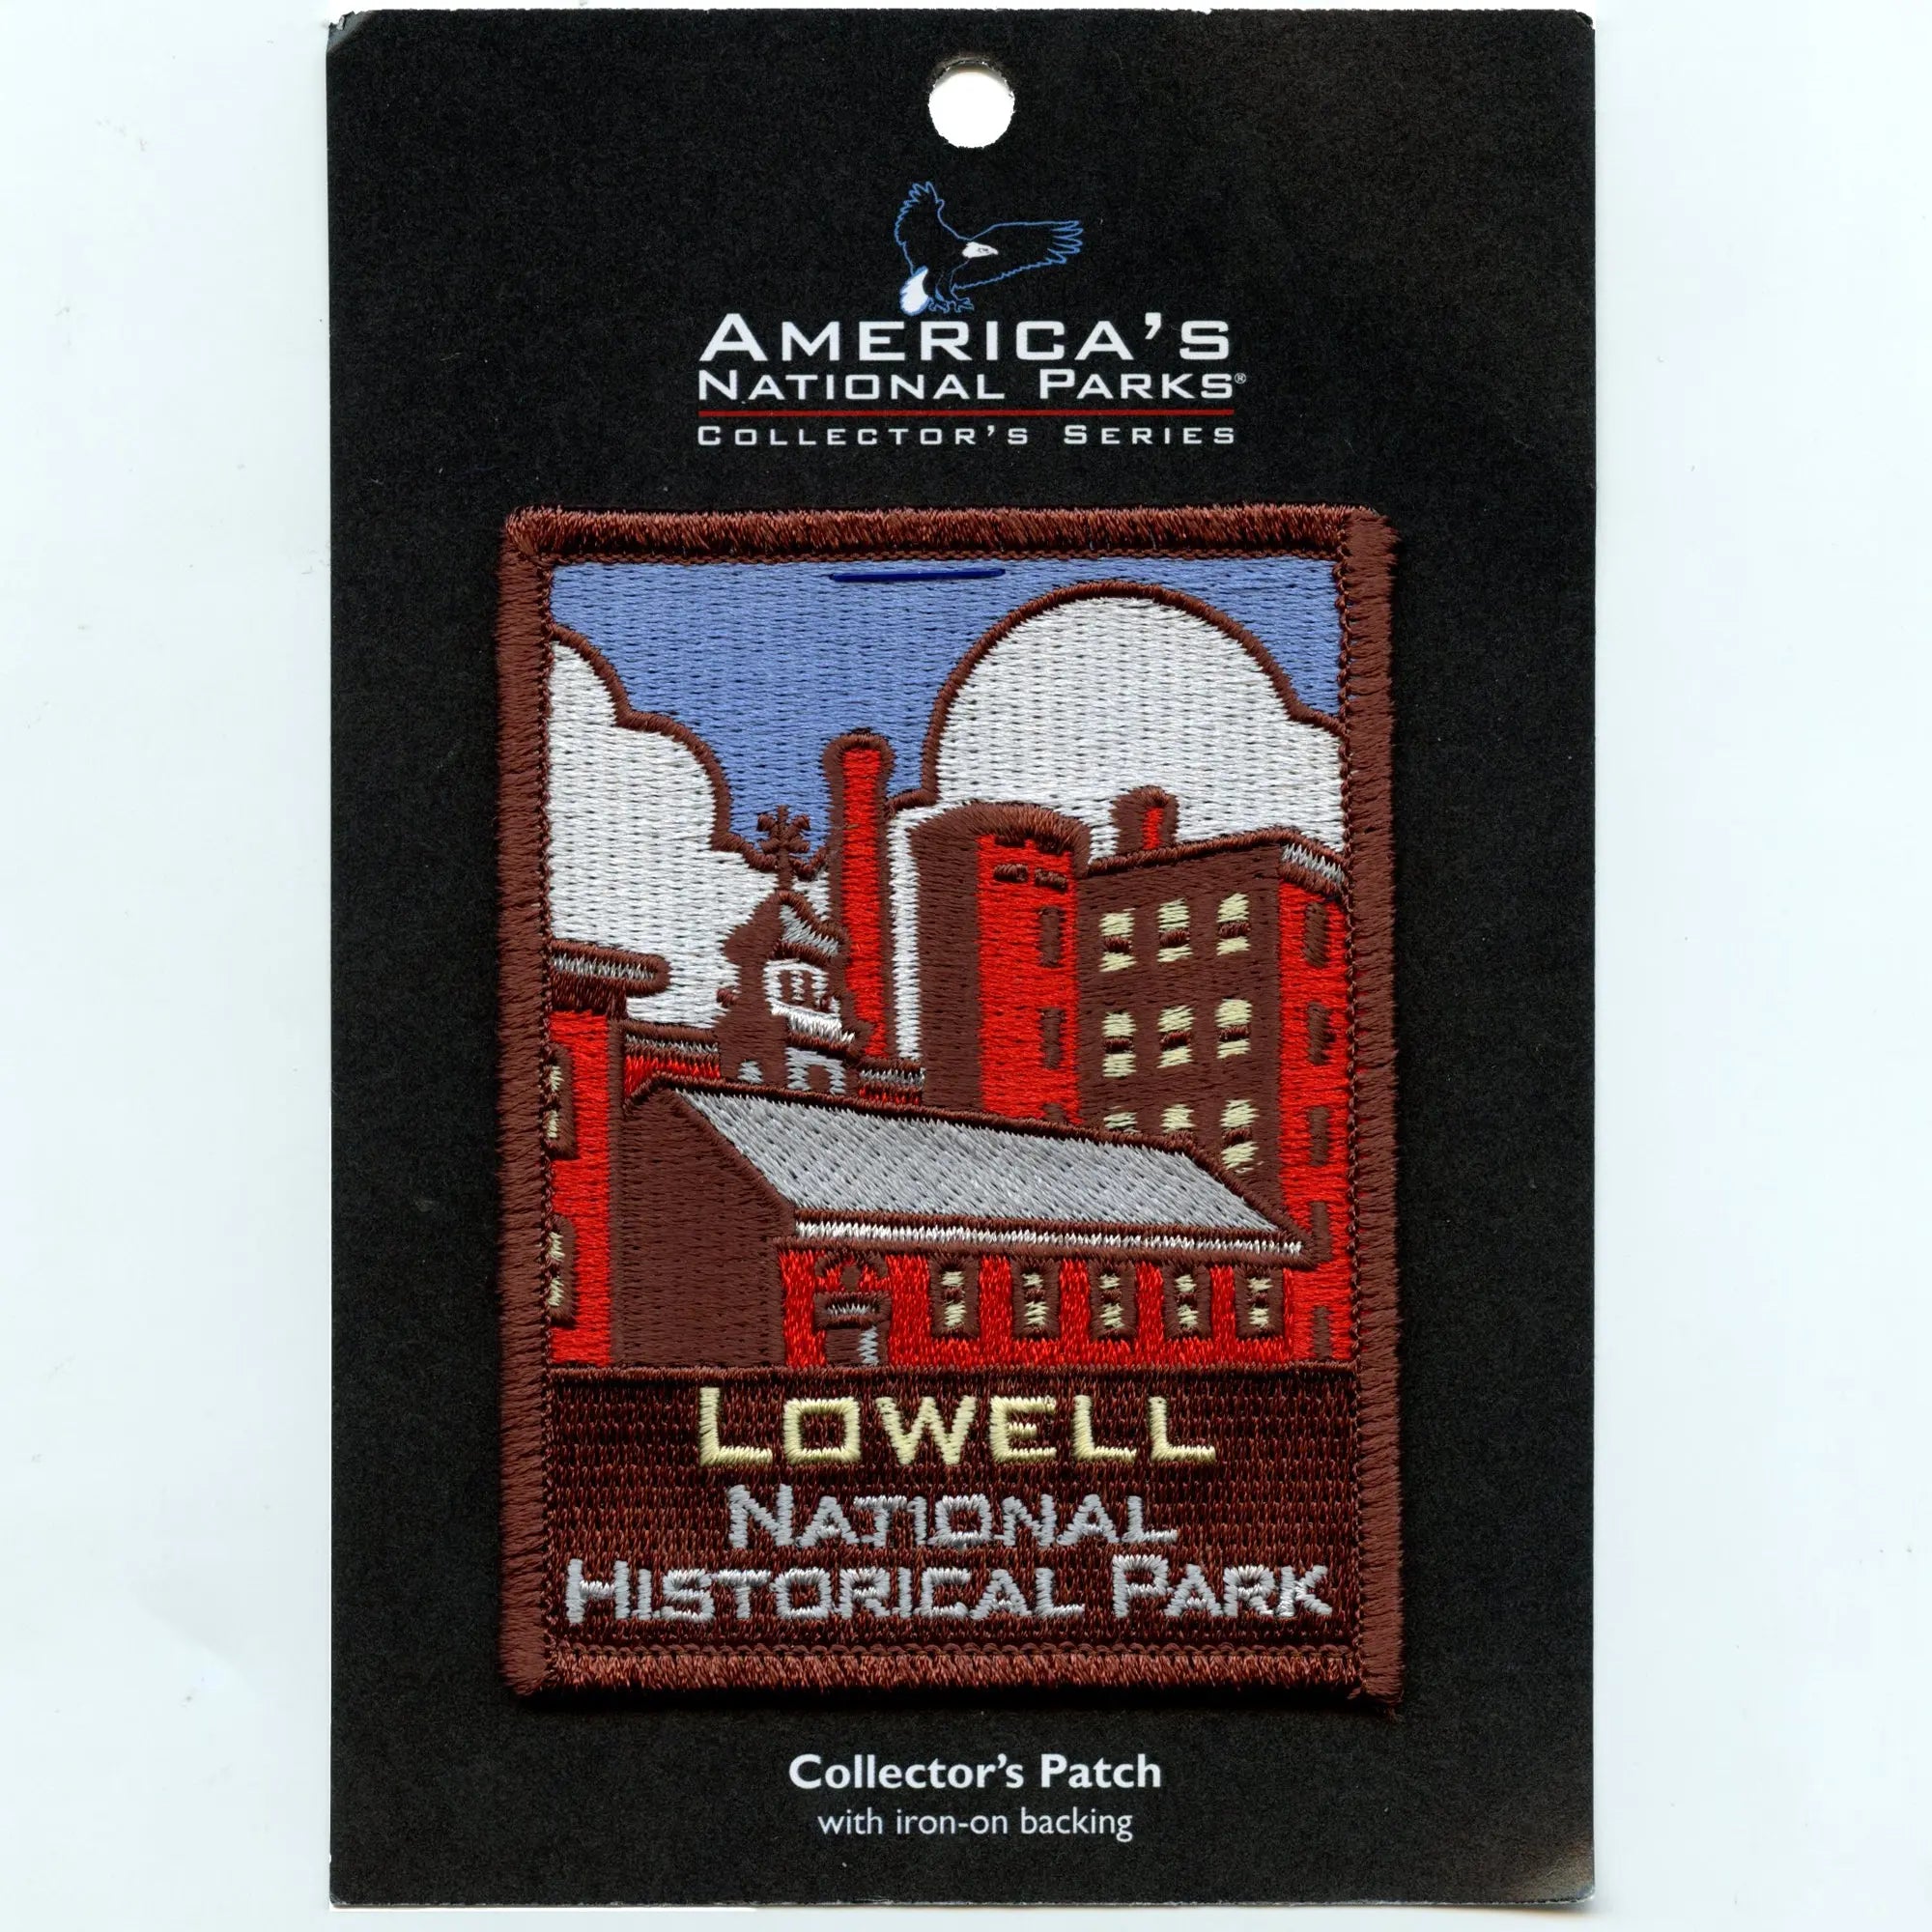 AMERICA'S
NATIONAL PARKS®
COLLECTOR'S SERIES
LOWELL
NATIONAL
HISTORICAL PARK
Collector's Patch
with iron-on backing